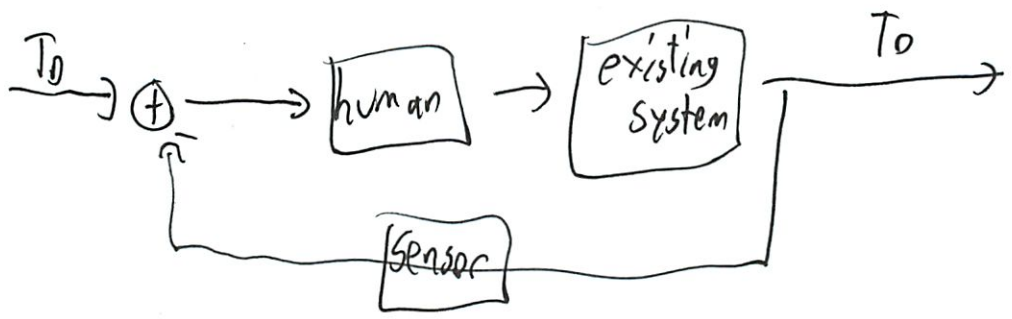 TD
TO
+
-
human
existing
system
sensor